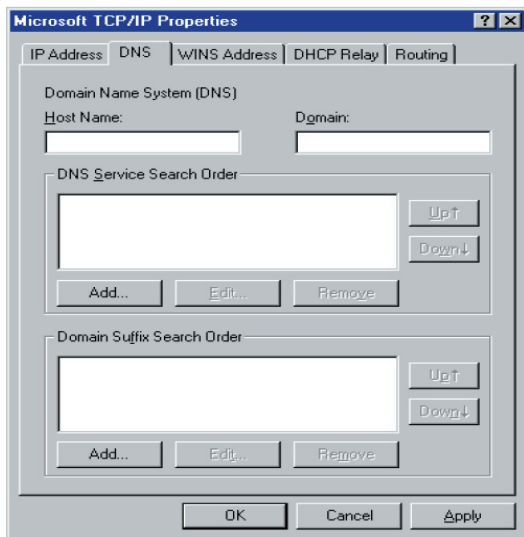 Microsoft TCP/IP Properties
IP Address DNS WINS Address DHCP Relay Routing
Domain Name System (DNS)
Host Name: Domain:
DNS Service Search Order
Up↑
Down↓
Add... Edit... Remove
Domain Suffix Search Order
Up↑
Down↓
Add... Edit... Remove
OK Cancel Apply